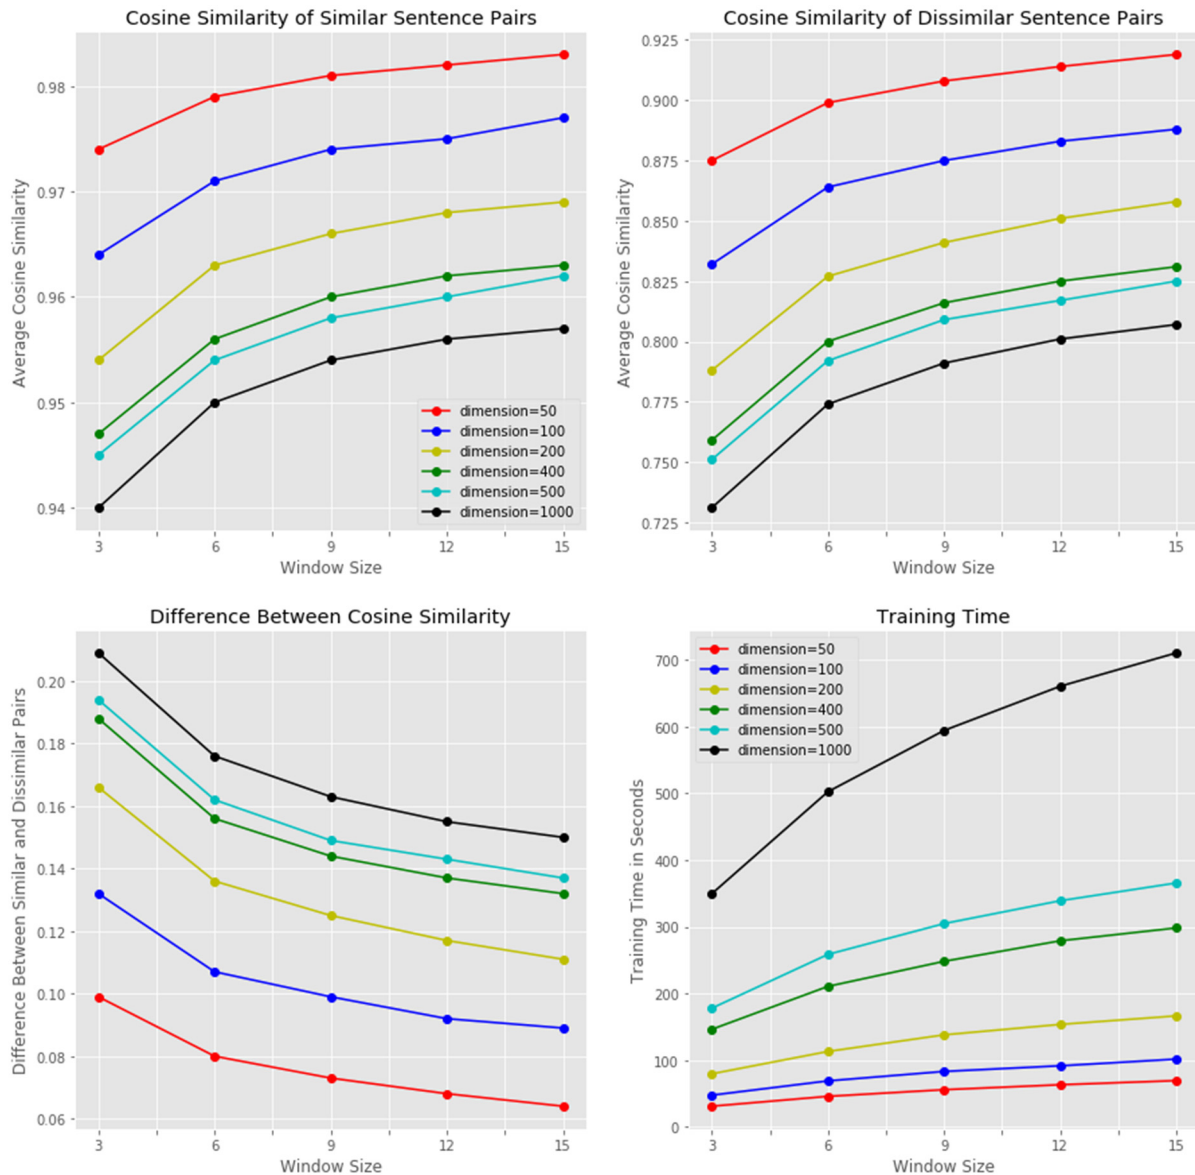 Cosine Similarity of Similar Sentence Pairs
Average Cosine Similarity
0.98
0.97
0.96
0.95
0.94
dimension=50
dimension=100
dimension=200
dimension=400
dimension=500
dimension=1000
3 6 9 12 15
Window Size
Cosine Similarity of Dissimilar Sentence Pairs
Average Cosine Similarity
0.925
0.900
0.875
0.850
0.825
0.800
0.775
0.750
0.725
3 6 9 12 15
Window Size
Difference Between Cosine Similarity
Difference Between Similar and Dissimilar Pairs
0.20
0.18
0.16
0.14
0.12
0.10
0.08
0.06
3 6 9 12 15
Window Size
Training Time
Training Time in Seconds
700
600
500
400
300
200
100
0
dimension=50
dimension=100
dimension=200
dimension=400
dimension=500
dimension=1000
3 6 9 12 15
Window Size